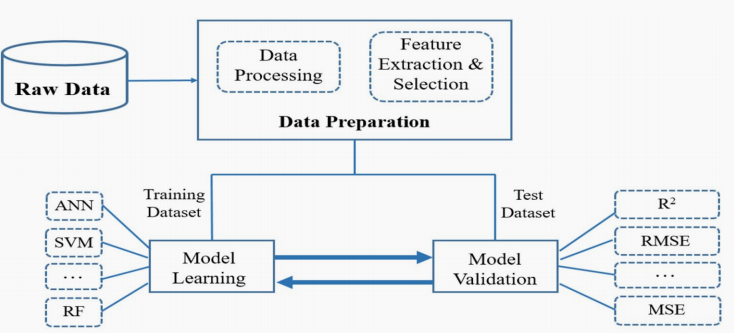 Raw Data
Data
Processing
Feature
Extraction &
Selection
Data Preparation
Training
Dataset
Test
Dataset
ANN
SVM
...
RF
Model
Learning
Model
Validation
R²
RMSE
...
MSE